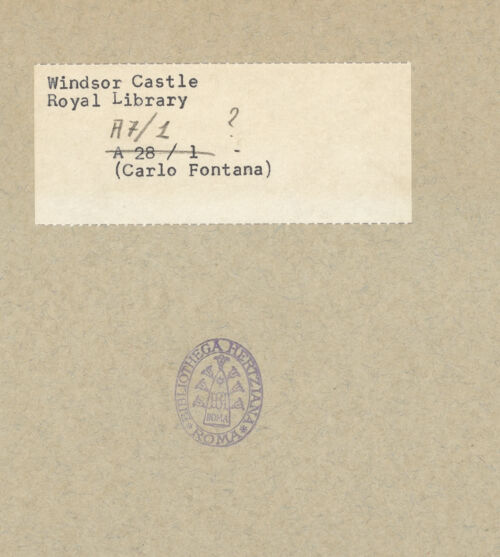 Windsor Castle
Royal Library
A7/1 ?
A 28 / 1
(Carlo Fontana)
BIBLIOTHECA HERTZIANA
ROMA
* ROMA *